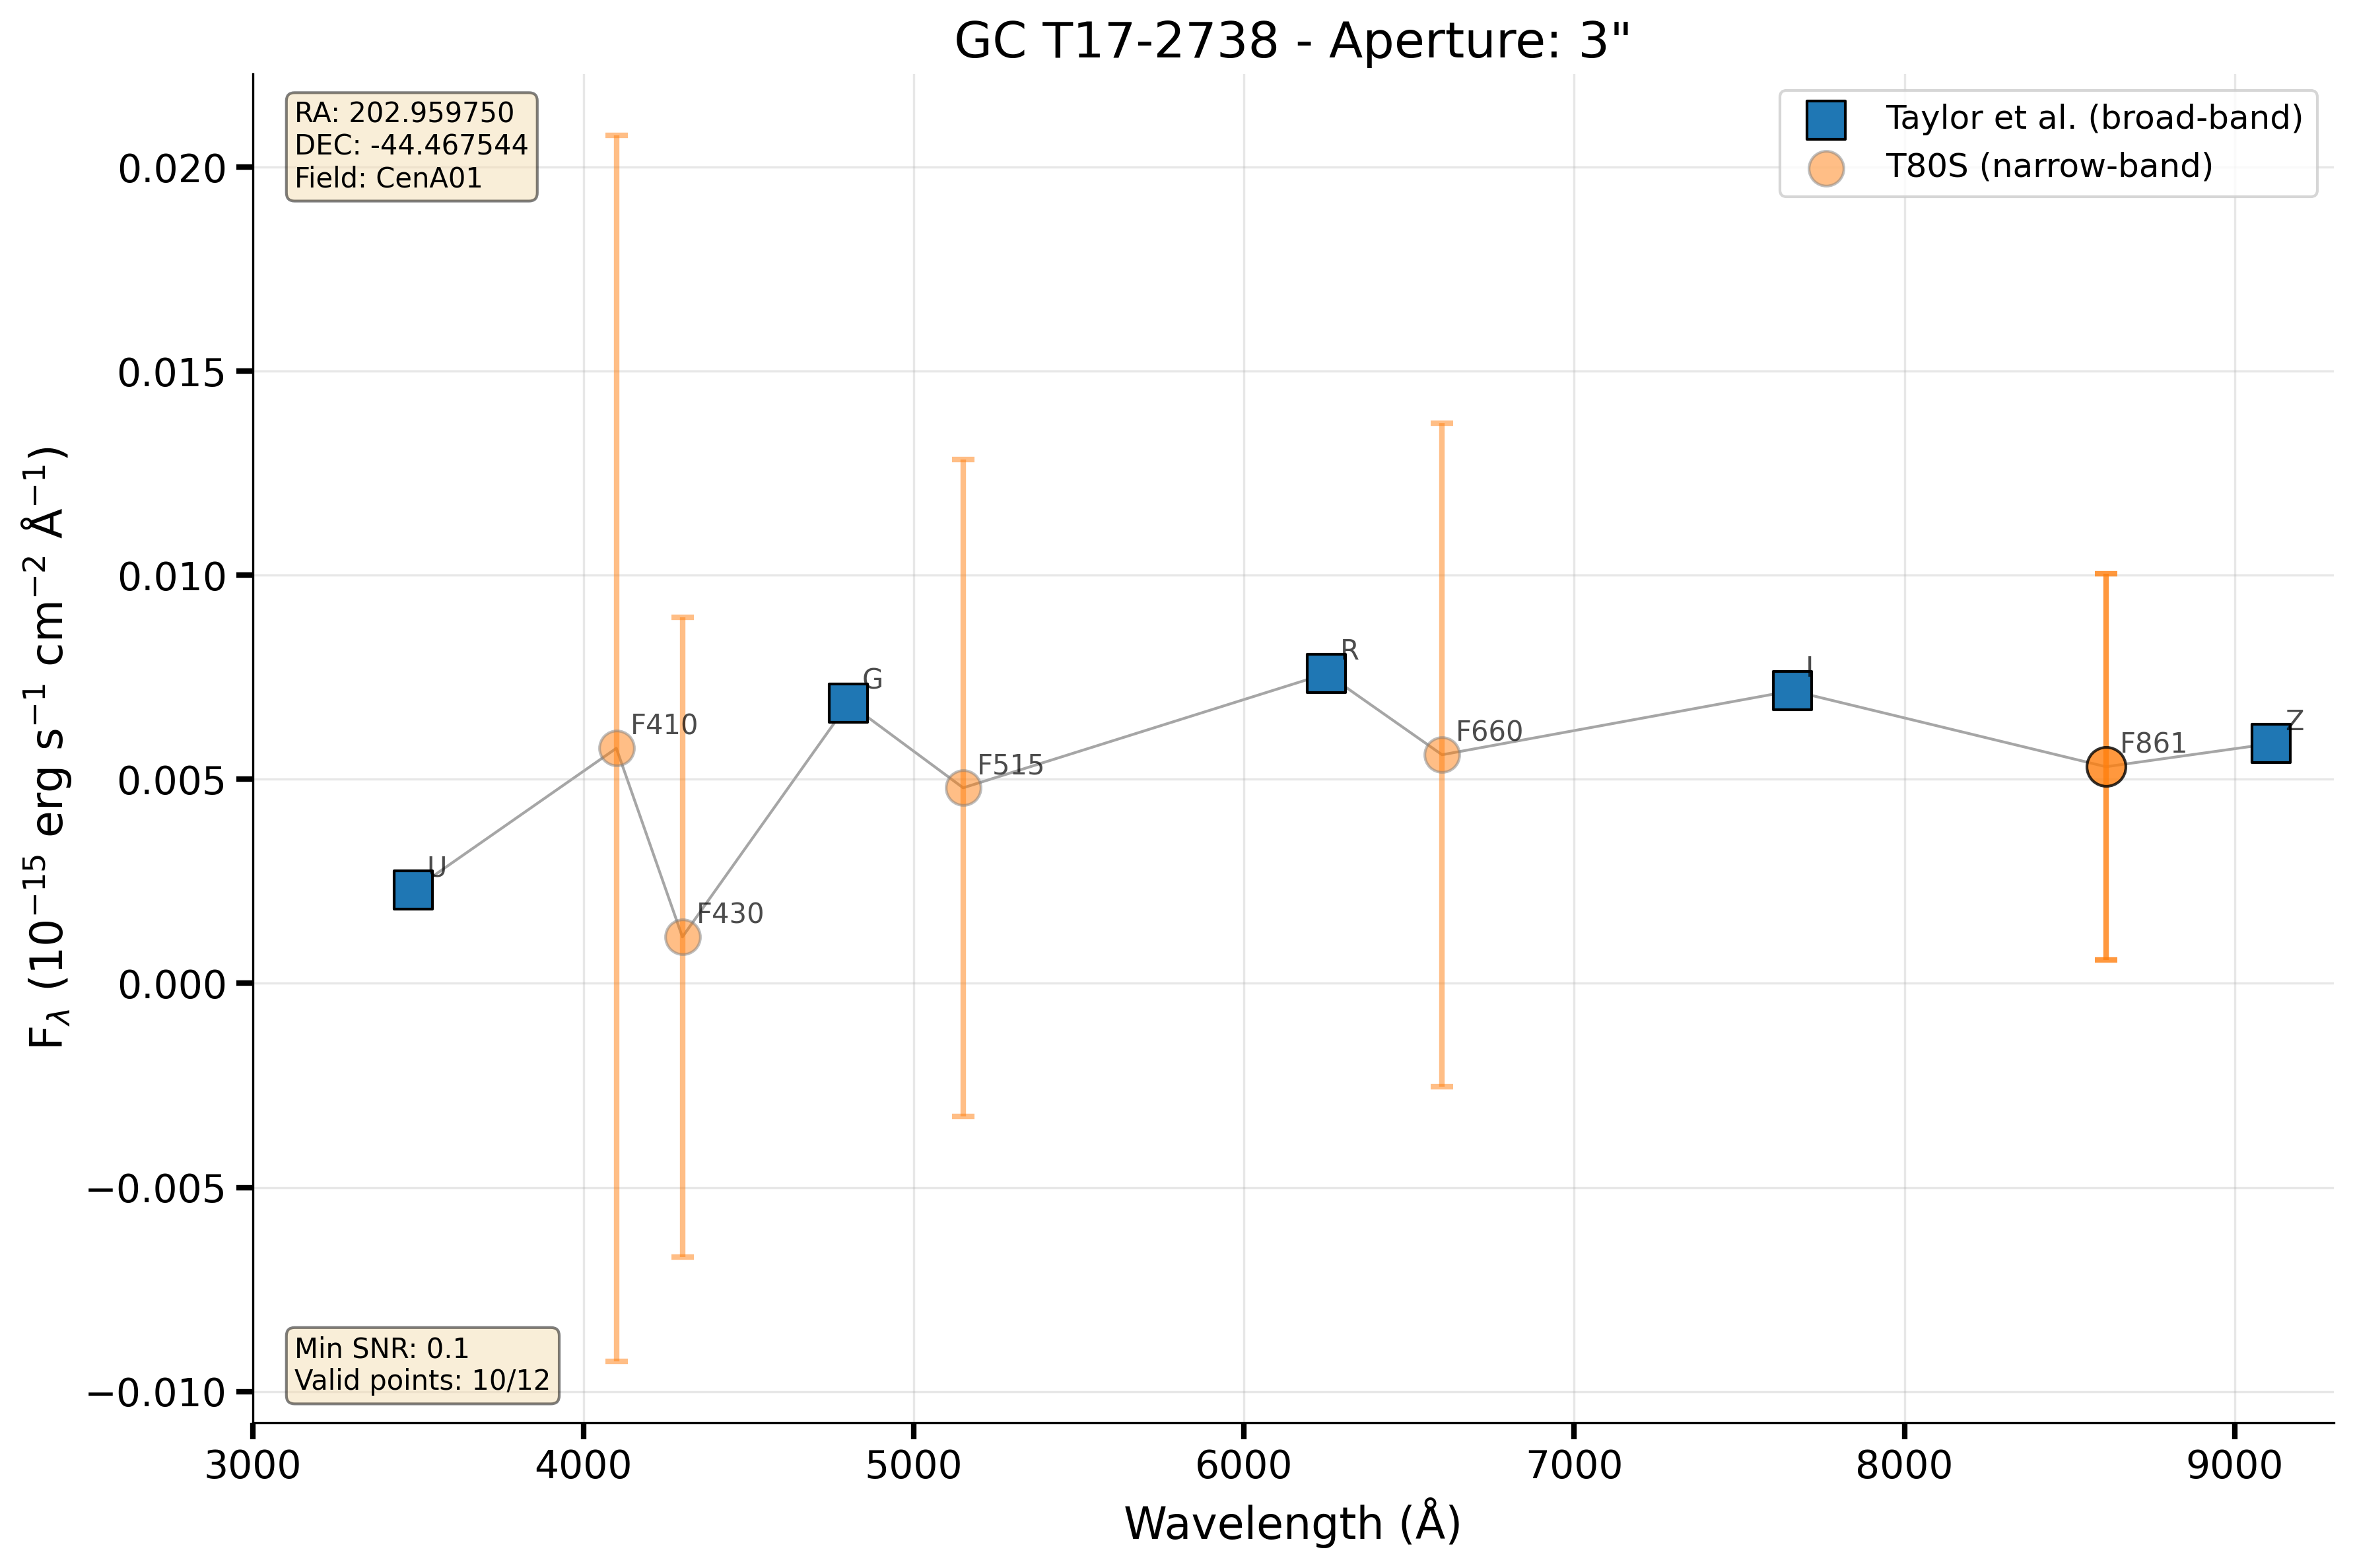 GC T17-2738 - Aperture: 3"
RA: 202.959750
DEC: -44.467544
Field: CenA01
Taylor et al. (broad-band)
T80S (narrow-band)
0.020
0.015
0.010
0.005
0.000
−0.005
−0.010
F$_{λ}$ (10$^{−15}$ erg s$^{−1}$ cm$^{−2}$ Å$^{−1}$)
U
F410
F430
G
F515
R
F660
I
F861
Z
Min SNR: 0.1
Valid points: 10/12
3000 4000 5000 6000 7000 8000 9000
Wavelength (Å)